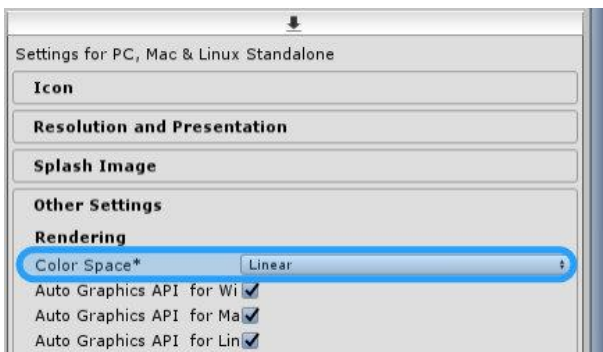 Settings for PC, Mac & Linux Standalone
Icon
Resolution and Presentation
Splash Image
Other Settings
Rendering
Color Space* Linear
Auto Graphics API for Wi
Auto Graphics API for Ma
Auto Graphics API for Lin